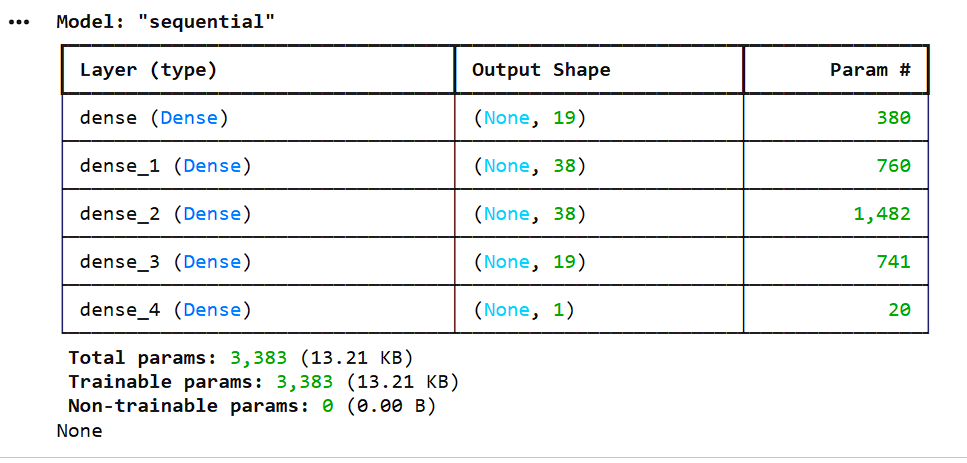 •••
Model: "sequential"
Layer (type) Output Shape Param #
dense (Dense) (None, 19) 380
dense_1 (Dense) (None, 38) 760
dense_2 (Dense) (None, 38) 1,482
dense_3 (Dense) (None, 19) 741
dense_4 (Dense) (None, 1) 20
Total params: 3,383 (13.21 KB)
Trainable params: 3,383 (13.21 KB)
Non-trainable params: 0 (0.00 B)
None